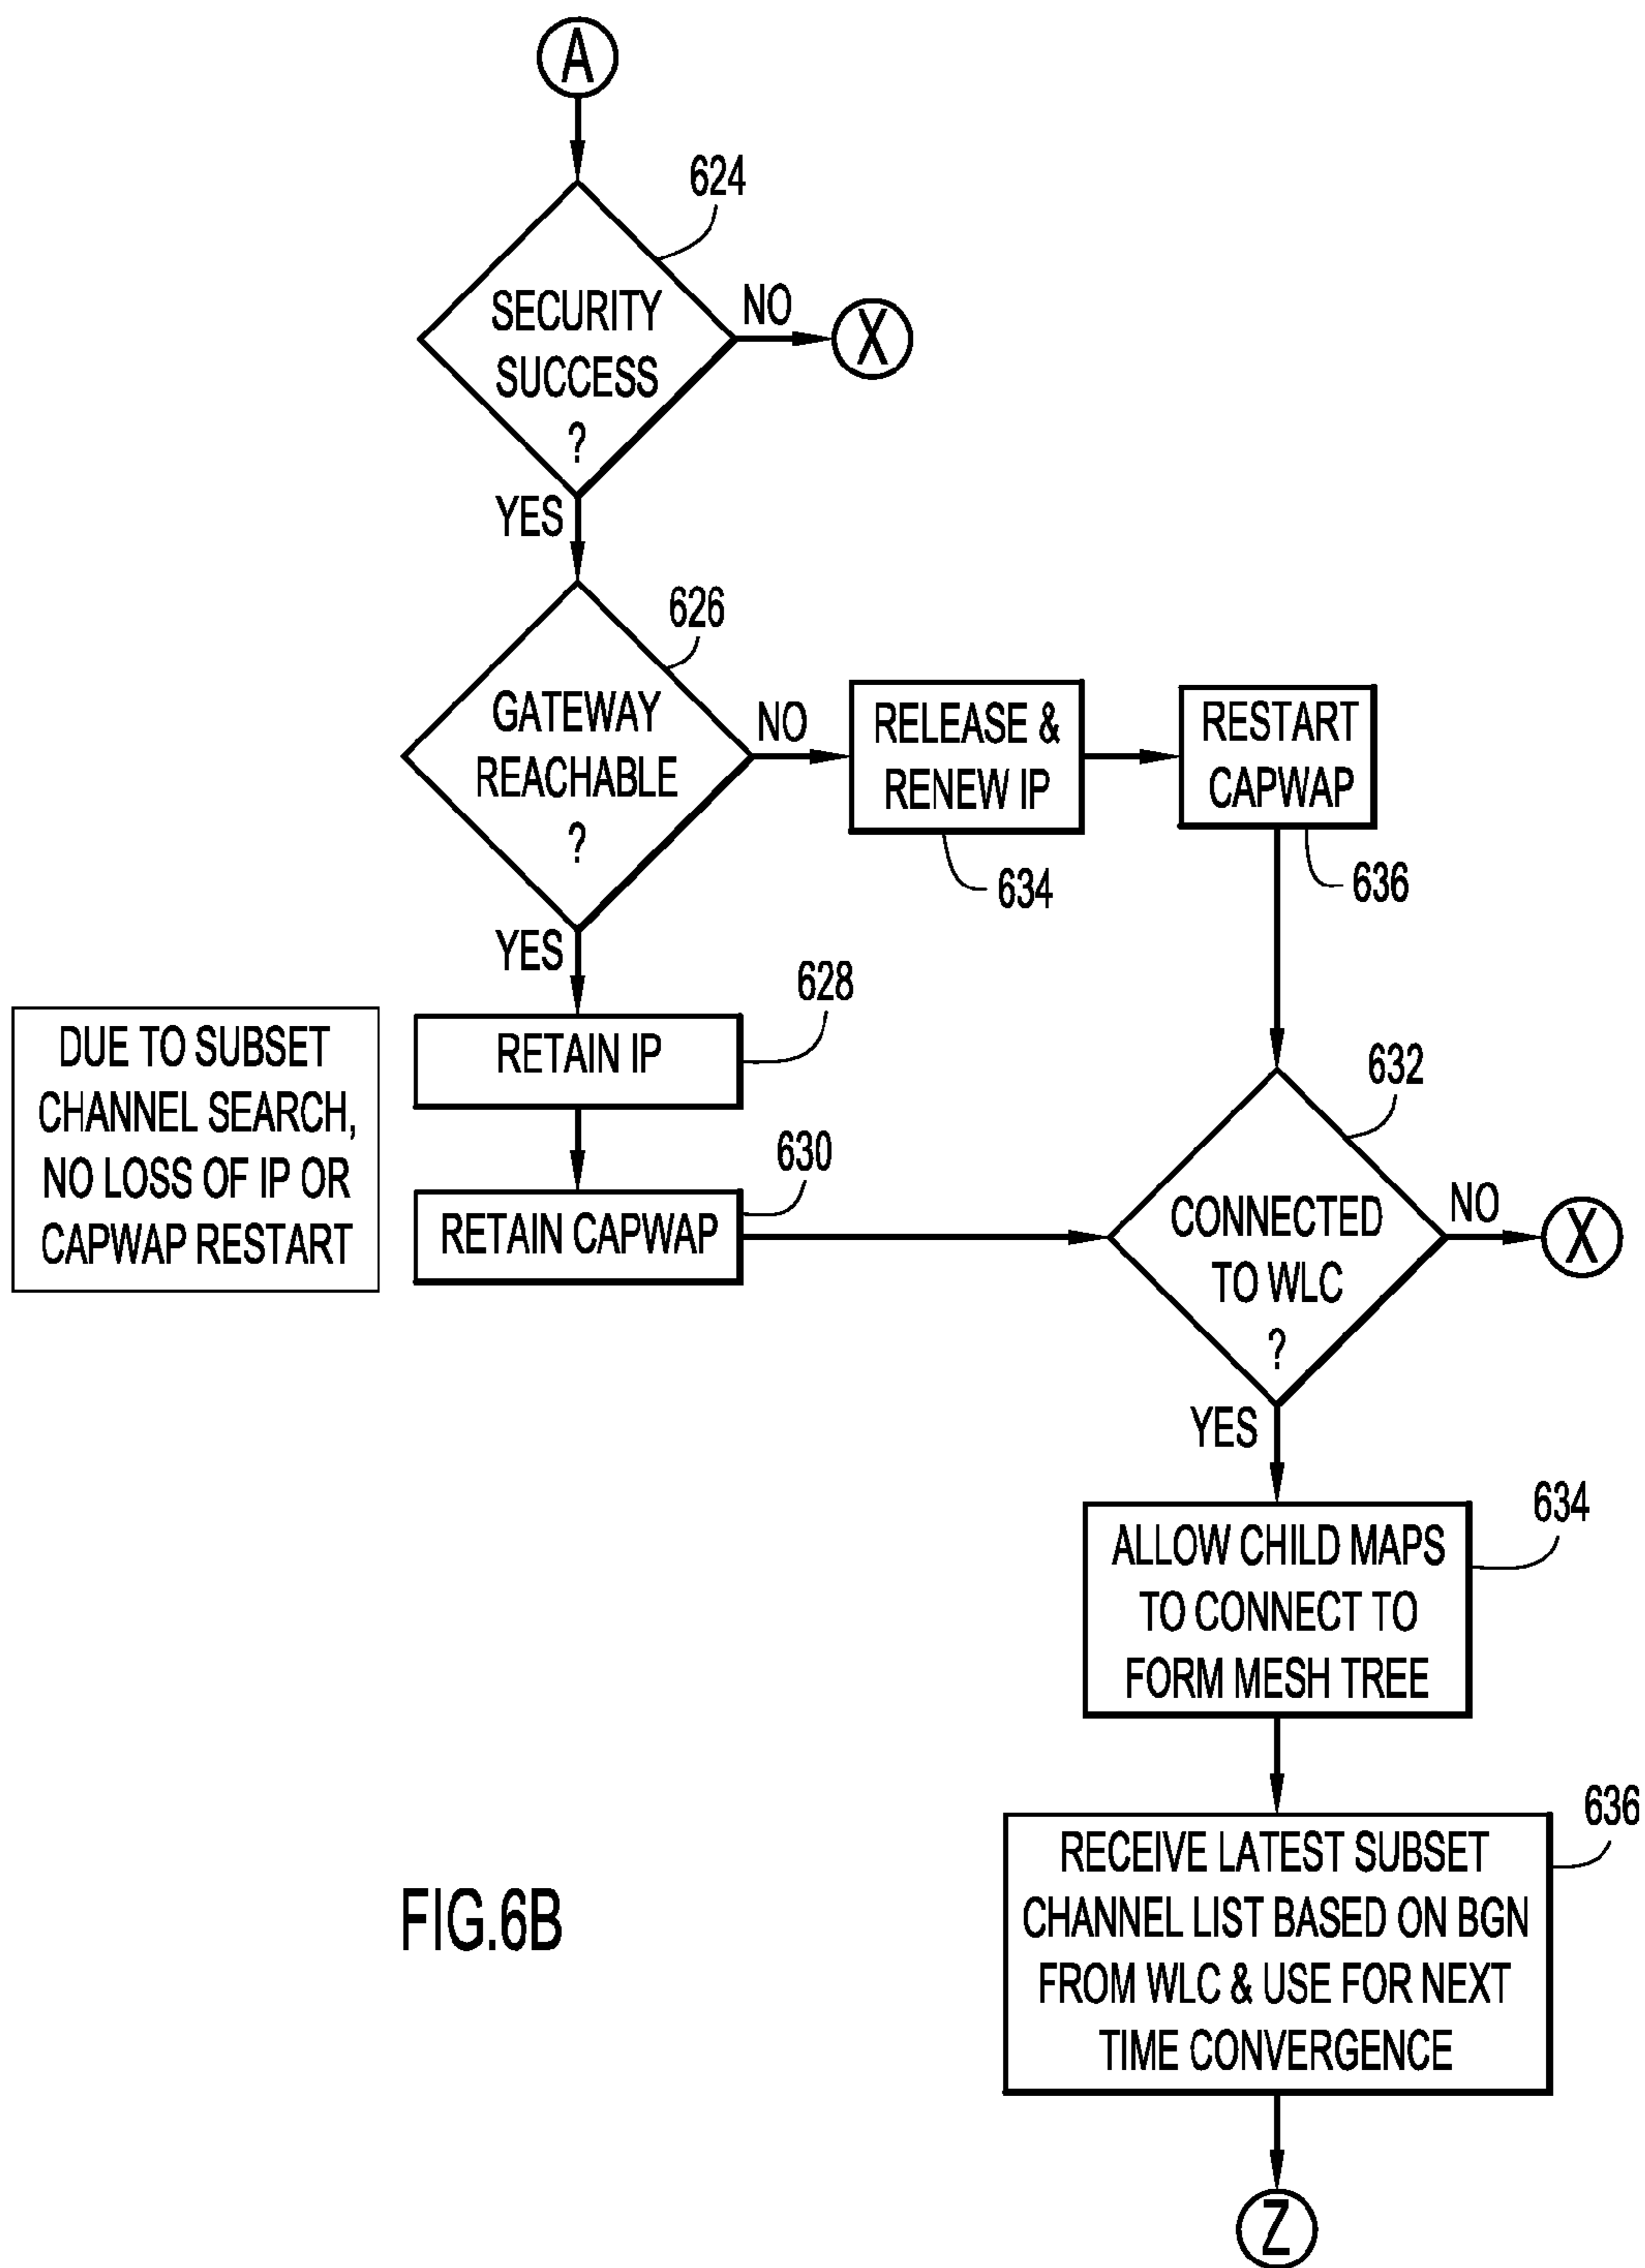 A
624
SECURITY
SUCCESS
?
NO
X
YES
626
GATEWAY
REACHABLE
?
NO
RELEASE &
RENEW IP
634
RESTART
CAPWAP
636
YES
628
RETAIN IP
DUE TO SUBSET
CHANNEL SEARCH,
NO LOSS OF IP OR
CAPWAP RESTART
630
RETAIN CAPWAP
632
CONNECTED
TO WLC
?
NO
X
YES
634
ALLOW CHILD MAPS
TO CONNECT TO
FORM MESH TREE
636
RECEIVE LATEST SUBSET
CHANNEL LIST BASED ON BGN
FROM WLC & USE FOR NEXT
TIME CONVERGENCE
FIG.6B
Z